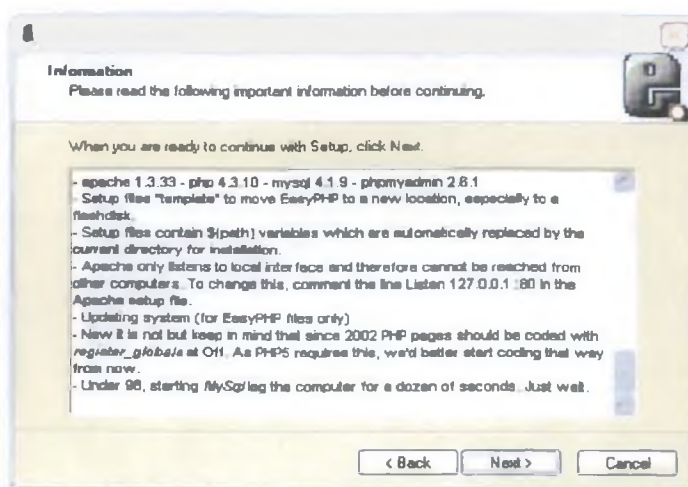 Information
Please read the following important information before continuing.
e
When you are ready to continue with Setup, click Next.
- apache 1.3.33 - php 4.3.10 - mysql 4.1.9 - phpmyadmin 2.6.1
- Setup files "template" to move EasyPHP to a new location, especially to a
flashdisk.
- Setup files contain ${path} variables which are automatically replaced by the
current directory for installation.
- Apache only listens to local interface and therefore cannot be reached from
other computers. To change this, comment the line Listen 127.0.0.1 :80 in the
Apache setup file.
- Updating system (for EasyPHP files only)
- New it is not but keep in mind that since 2002 PHP pages should be coded with
register_globals at Off. As PHP5 requires this, we'd better start coding that way
from now.
- Under 98, starting MySql lag the computer for a dozen of seconds. Just wait.
< Back
Next >
Cancel